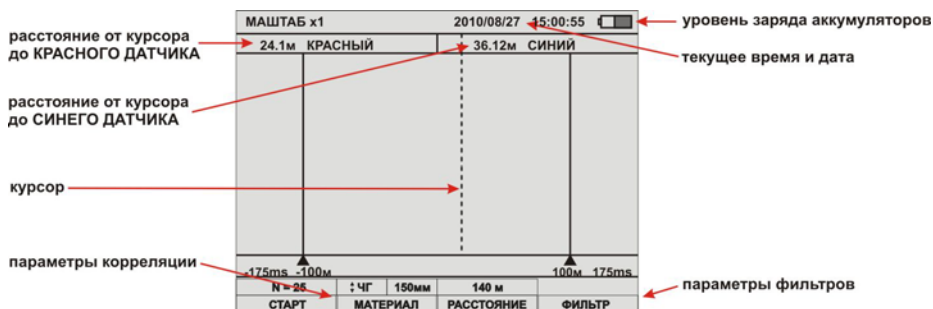 МАШТАБ x1 2010/08/27 15:00:55
уровень заряда аккумуляторов
расстояние от курсора
до КРАСНОГО ДАТЧИКА
24.1м КРАСНЫЙ 36.12м СИНИЙ
текущее время и дата
расстояние от курсора
до СИНЕГО ДАТЧИКА
курсор
параметры корреляции
-175ms -100м 100м 175ms
N = 25 ЧГ 150мм 140 м
параметры фильтров
СТАРТ МАТЕРИАЛ РАССТОЯНИЕ ФИЛЬТР